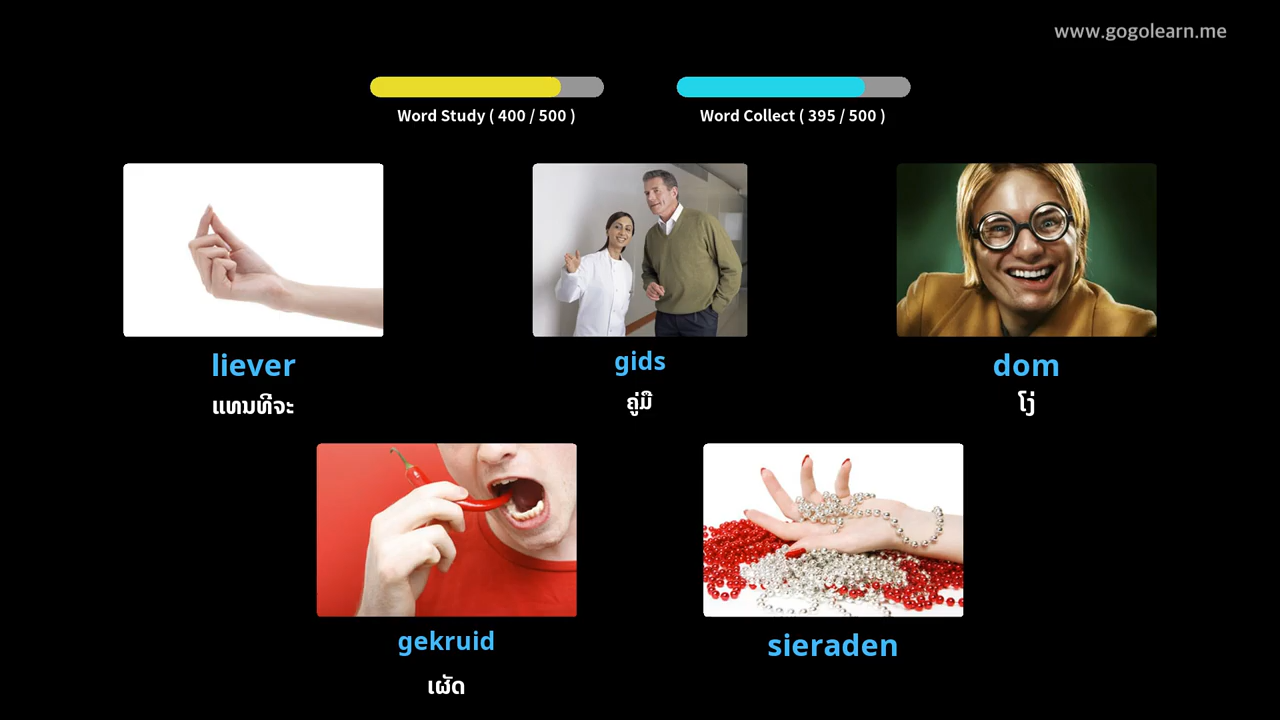 www.gogolearn.me
Word Study ( 400 / 500 )
Word Collect ( 395 / 500 )
liever
ແທນທີ່ຈະ
gids
ຄູ່ມື
dom
ໂງ່
gekruid
ເຜັດ
sieraden